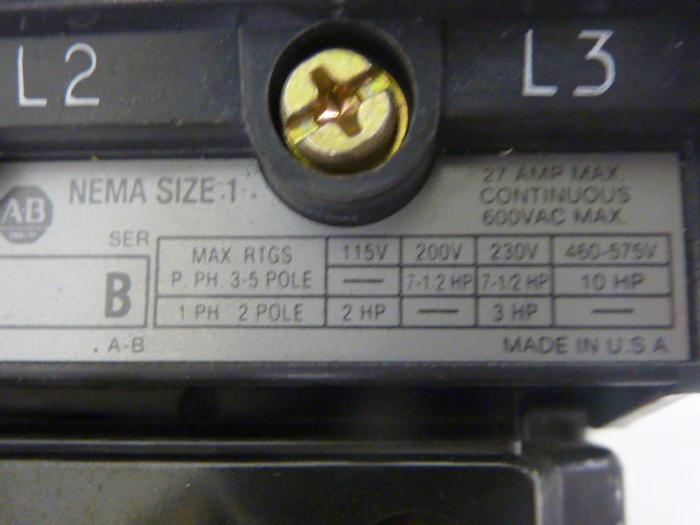 L2
L3
A-B
NEMA SIZE 1
27 AMP MAX.
CONTINUOUS
600VAC MAX.
SER
B
MAX. RTGS 115V 200V 230V 460-575V
P. PH. 3-5 POLE — 7-1/2 HP 7-1/2 HP 10 HP
1 PH 2 POLE 2 HP — 3 HP —
. A-B
MADE IN U.S.A